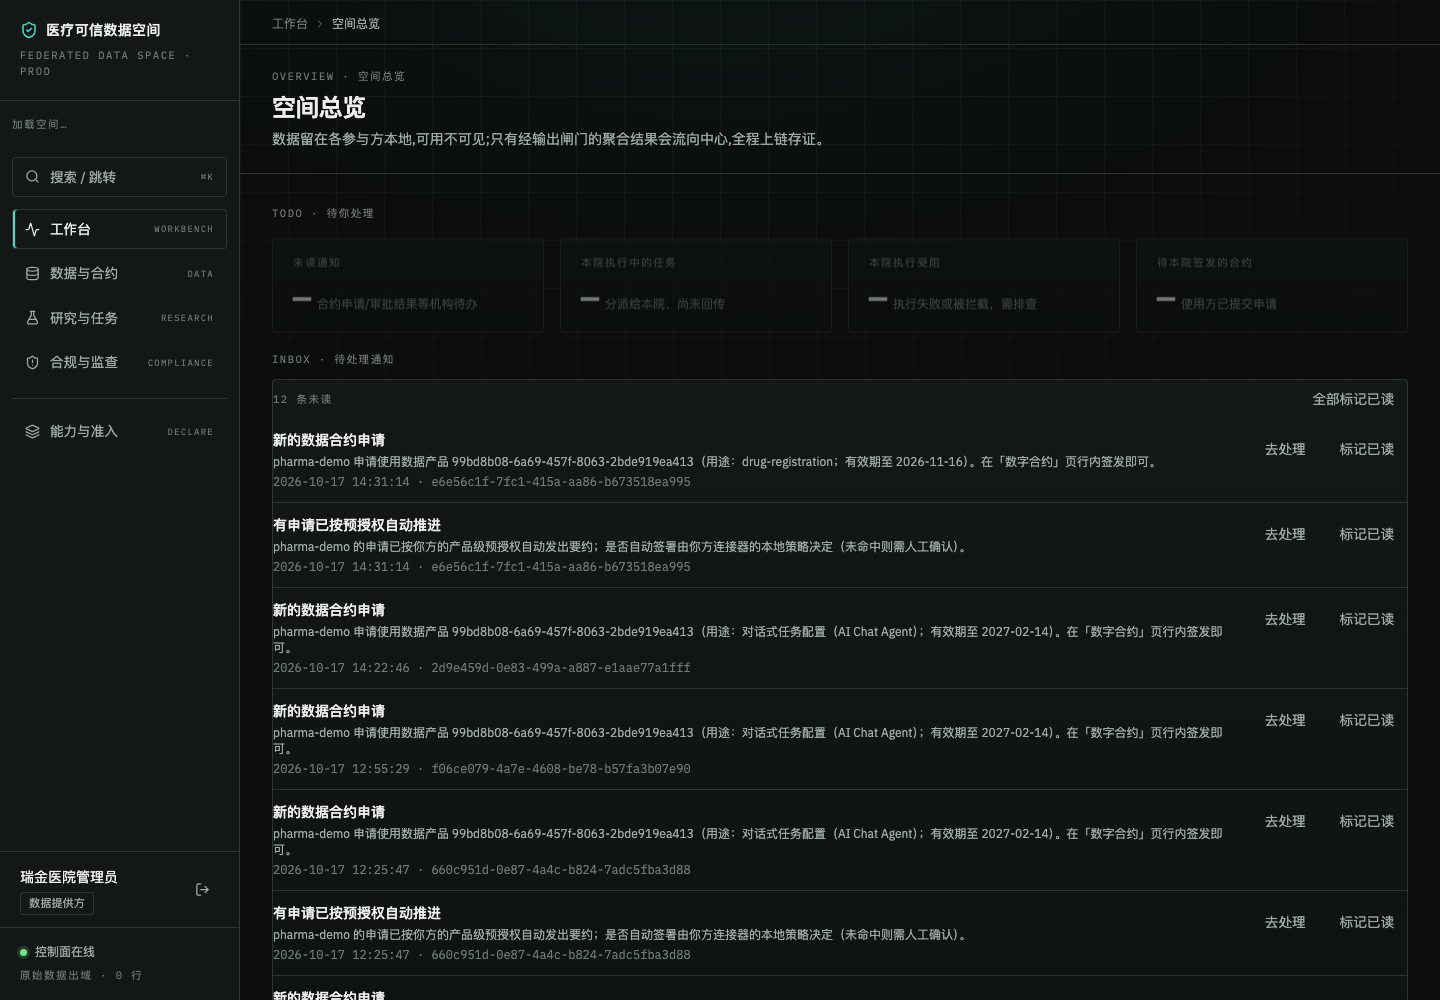 医疗可信数据空间
FEDERATED DATA SPACE ·
PROD
加载空间…
搜索 / 跳转 ⌘K
工作台 WORKBENCH
数据与合约 DATA
研究与任务 RESEARCH
合规与监查 COMPLIANCE
能力与准入 DECLARE
瑞金医院管理员
数据提供方
控制面在线
原始数据出域 · 0 行
工作台 › 空间总览
OVERVIEW · 空间总览
空间总览
数据留在各参与方本地,可用不可见;只有经输出闸门的聚合结果会流向中心,全程上链存证。
TODO · 待你处理
未读通知
— 合约申请/审批结果等机构待办
本院执行中的任务
— 分派给本院、尚未回传
本院执行受阻
— 执行失败或被拦截，需排查
待本院签发的合约
— 使用方已提交申请
INBOX · 待处理通知
12 条未读 全部标记已读
新的数据合约申请
pharma-demo 申请使用数据产品 99bd8b08-6a69-457f-8063-2bde919ea413（用途：drug-registration；有效期至 2026-11-16）。在「数字合约」页行内签发即可。
2026-10-17 14:31:14 · e6e56c1f-7fc1-415a-aa86-b673518ea995
去处理 标记已读
有申请已按预授权自动推进
pharma-demo 的申请已按你方的产品级预授权自动发出要约；是否自动签署由你方连接器的本地策略决定（未命中则需人工确认）。
2026-10-17 14:31:14 · e6e56c1f-7fc1-415a-aa86-b673518ea995
去处理 标记已读
新的数据合约申请
pharma-demo 申请使用数据产品 99bd8b08-6a69-457f-8063-2bde919ea413（用途：对话式任务配置（AI Chat Agent）；有效期至 2027-02-14）。在「数字合约」页行内签发即
可。
2026-10-17 14:22:46 · 2d9e459d-0e83-499a-a887-e1aae77a1fff
去处理 标记已读
新的数据合约申请
pharma-demo 申请使用数据产品 99bd8b08-6a69-457f-8063-2bde919ea413（用途：对话式任务配置（AI Chat Agent）；有效期至 2027-02-14）。在「数字合约」页行内签发即
可。
2026-10-17 12:55:29 · f06ce079-4a7e-4608-be78-b57fa3b07e90
去处理 标记已读
新的数据合约申请
pharma-demo 申请使用数据产品 99bd8b08-6a69-457f-8063-2bde919ea413（用途：对话式任务配置（AI Chat Agent）；有效期至 2027-02-14）。在「数字合约」页行内签发即
可。
2026-10-17 12:25:47 · 660c951d-0e87-4a4c-b824-7adc5fba3d88
去处理 标记已读
有申请已按预授权自动推进
pharma-demo 的申请已按你方的产品级预授权自动发出要约；是否自动签署由你方连接器的本地策略决定（未命中则需人工确认）。
2026-10-17 12:25:47 · 660c951d-0e87-4a4c-b824-7adc5fba3d88
去处理 标记已读
新的数据合约申请